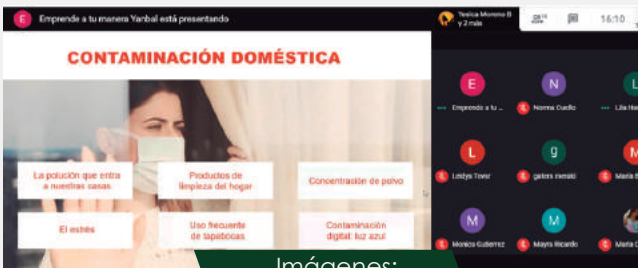 E Emprende a tu manera Yanbal está presentando
Yesica Moreno B
y 2 más
16:10
CONTAMINACIÓN DOMÉSTICA
La polución que entra
a nuestras casas
Productos de
limpieza del hogar
Concentración de polvo
El estrés
Uso frecuente
de tapabocas
Contaminación
digital: luz azul
E
Emprende a tu ...
N
Norma Cuello
L
L
Leidys Tovar
g
M
M
Monica Gutierrez
M
Mayra Ricardo
Imágenes: